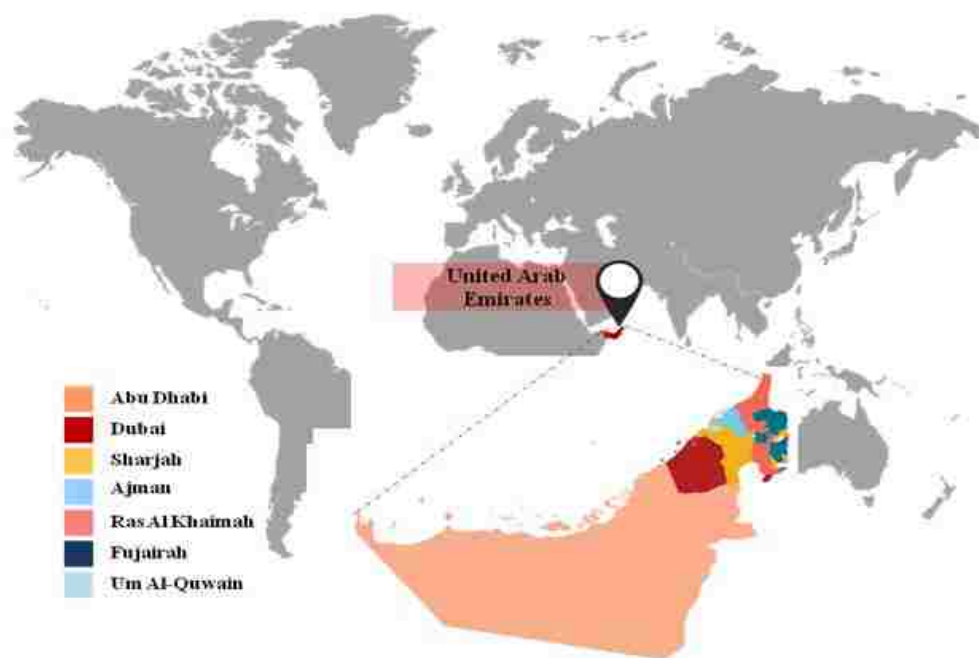 United Arab
Emirates
Abu Dhabi
Dubai
Sharjah
Ajman
Ras Al Khaimah
Fujairah
Um Al-Quwain